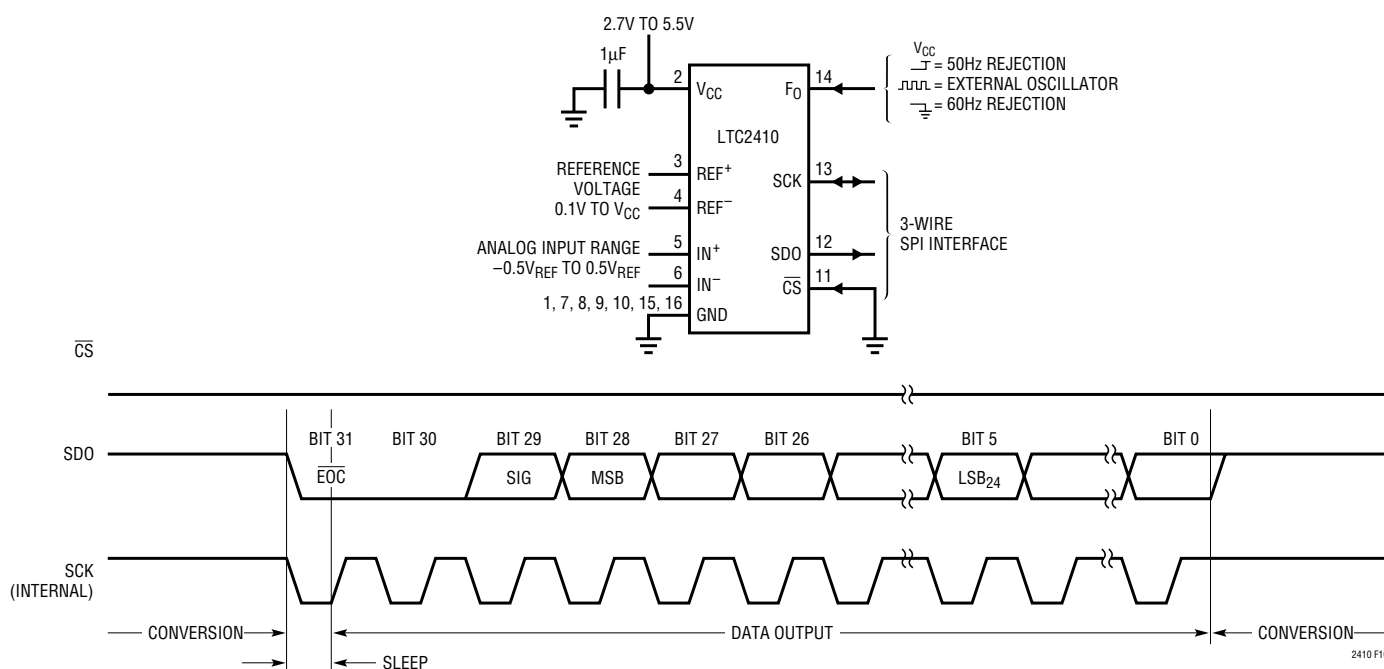 2.7V TO 5.5V
1µF
2
VCC
LTC2410
FO
14
VCC
= 50Hz REJECTION
= EXTERNAL OSCILLATOR
= 60Hz REJECTION
REFERENCE
VOLTAGE
0.1V TO VCC
3
REF+
4
REF–
SCK
13
ANALOG INPUT RANGE
–0.5VREF TO 0.5VREF
5
IN+
6
IN–
SDO
12
CS
11
3-WIRE
SPI INTERFACE
1, 7, 8, 9, 10, 15, 16
GND
CS
SDO
BIT 31
BIT 30
BIT 29
BIT 28
BIT 27
BIT 26
BIT 5
BIT 0
EOC
SIG
MSB
LSB24
SCK
(INTERNAL)
CONVERSION
DATA OUTPUT
CONVERSION
SLEEP